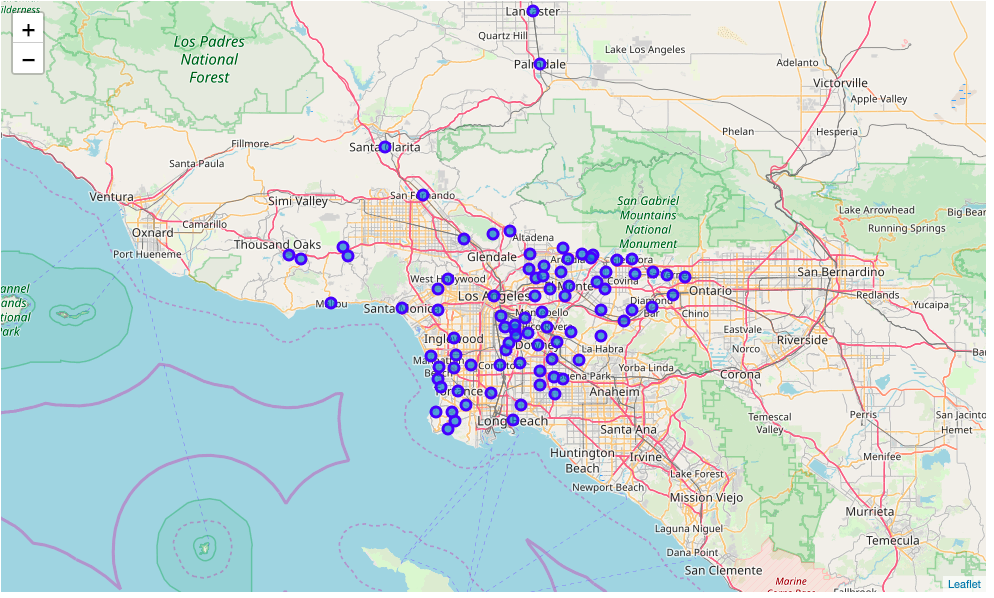 Lancaster
Quartz Hill
Lake Los Angeles
Adelanto
Los Padres
National
Forest
Palmdale
Victorville
Apple Valley
Phelan
Hesperia
Fillmore
Santa Clarita
Santa Paula
Ventura
San Fernando
Simi Valley
San Gabriel
Mountains
National
Monument
Lake Arrowhead
Big Bear
Running Springs
Camarillo
Oxnard
Thousand Oaks
Altadena
Port Hueneme
Glendale
San Bernardino
West Hollywood
Covina
Ontario
Redlands
Los Angeles
Yucaipa
Malibu
Santa Monica
Montebello
Diamond
Bar
Chino
Eastvale
Riverside
Inglewood
Downey
La Habra
Norco
Manhattan
Beach
Yorba Linda
Corona
Compton
Buena Park
Torrance
Anaheim
Long Beach
Temescal
Valley
Perris
San Jacinto
Hemet
Santa Ana
Huntington
Beach
Irvine
Menifee
Lake Forest
Newport Beach
Mission Viejo
Murrieta
Laguna Niguel
Temecula
Dana Point
San Clemente
Marine
+
−
Leaflet